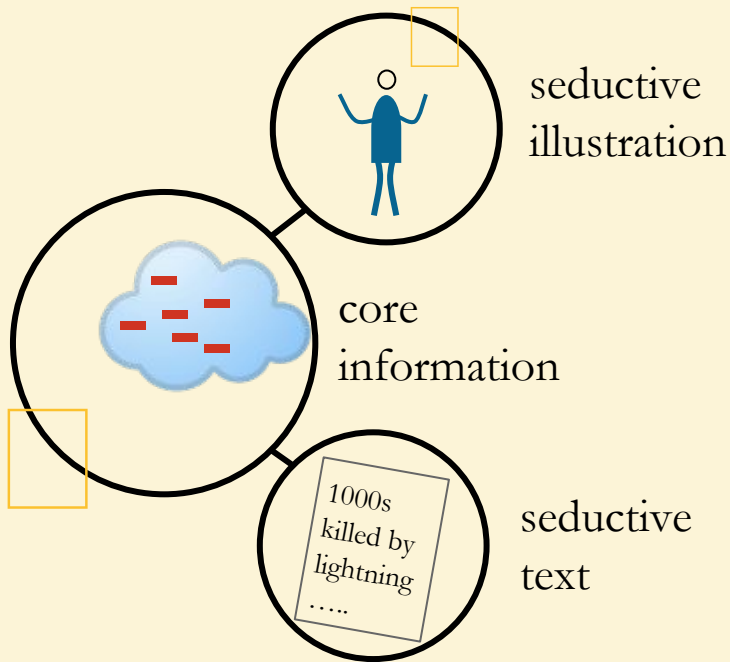 seductive
illustration
core
information
1000s
killed by
lightning
…..
seductive
text